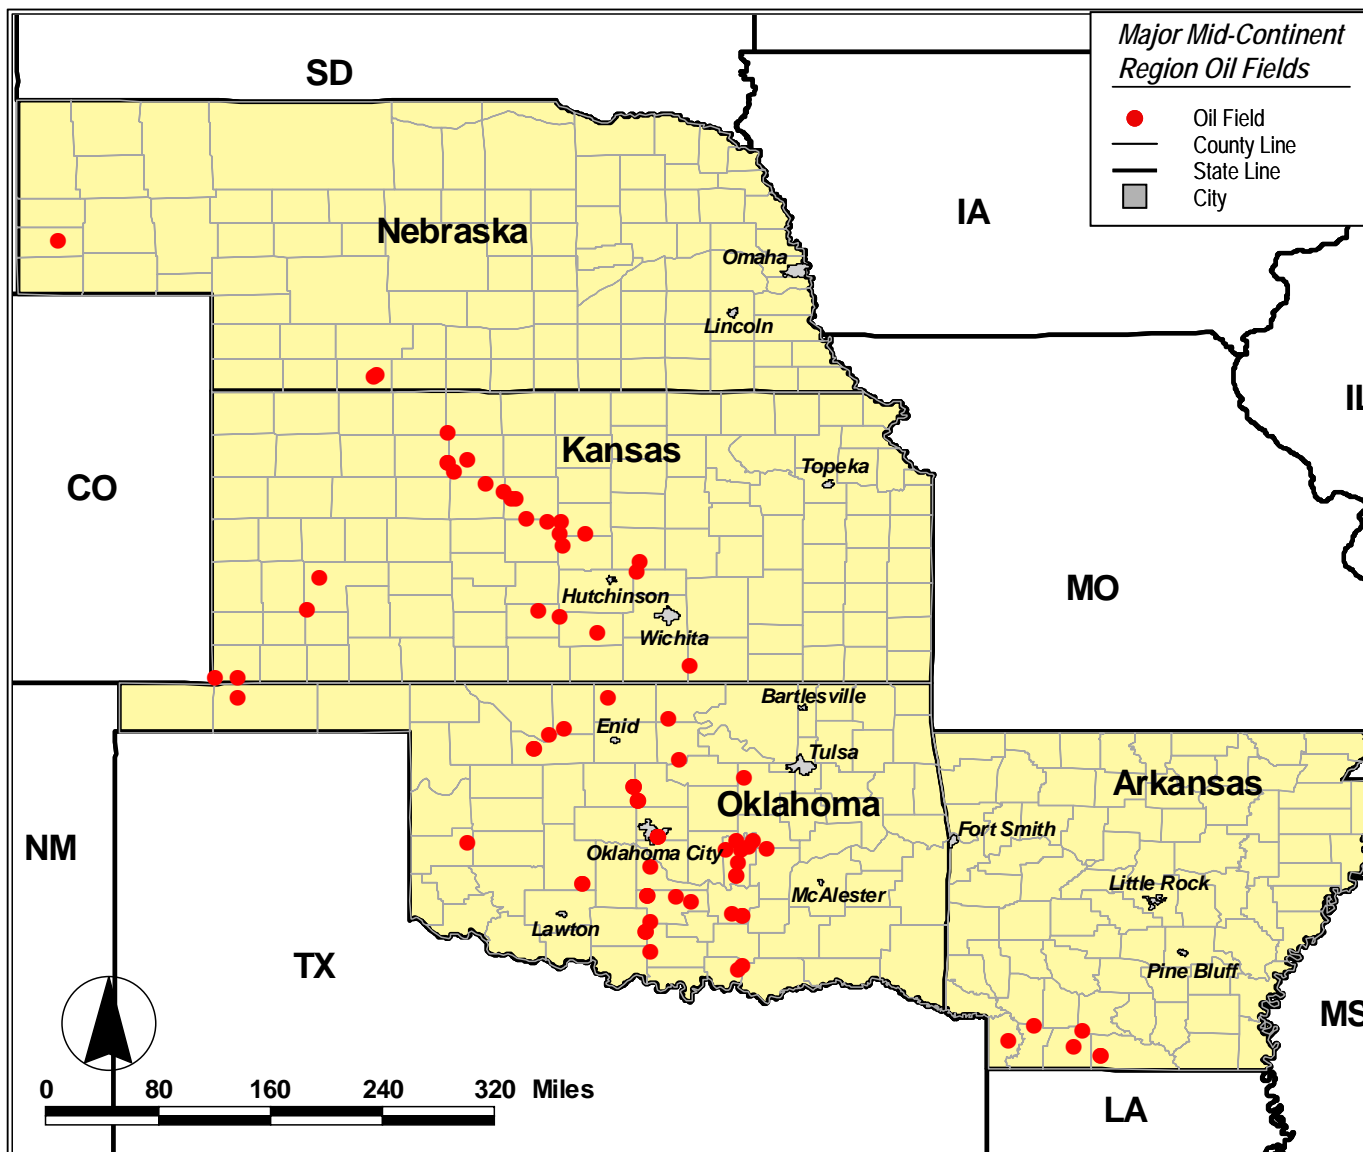 Major Mid-Continent
Region Oil Fields
Oil Field
County Line
State Line
City
SD
IA
Nebraska
Omaha
Lincoln
IL
Kansas
Topeka
CO
MO
Hutchinson
Wichita
Bartlesville
Enid
Tulsa
Arkansas
Oklahoma
Fort Smith
NM
Oklahoma City
Little Rock
McAlester
Lawton
TX
Pine Bluff
MS
0 80 160 240 320 Miles
LA